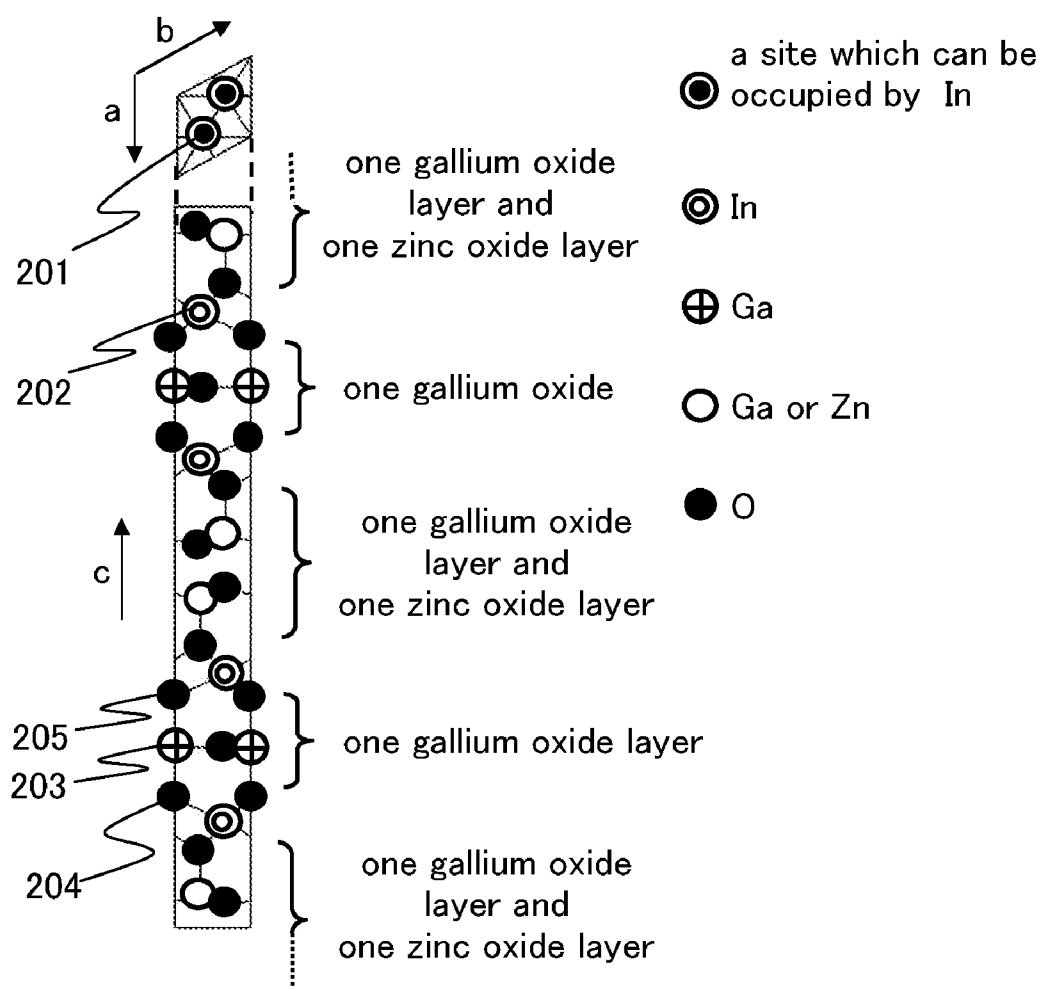 b
a
201
202
c
205
203
204
one gallium oxide
layer and
one zinc oxide layer
one gallium oxide
one gallium oxide
layer and
one zinc oxide layer
one gallium oxide layer
one gallium oxide
layer and
one zinc oxide layer
a site which can be
occupied by In
In
Ga
Ga or Zn
O